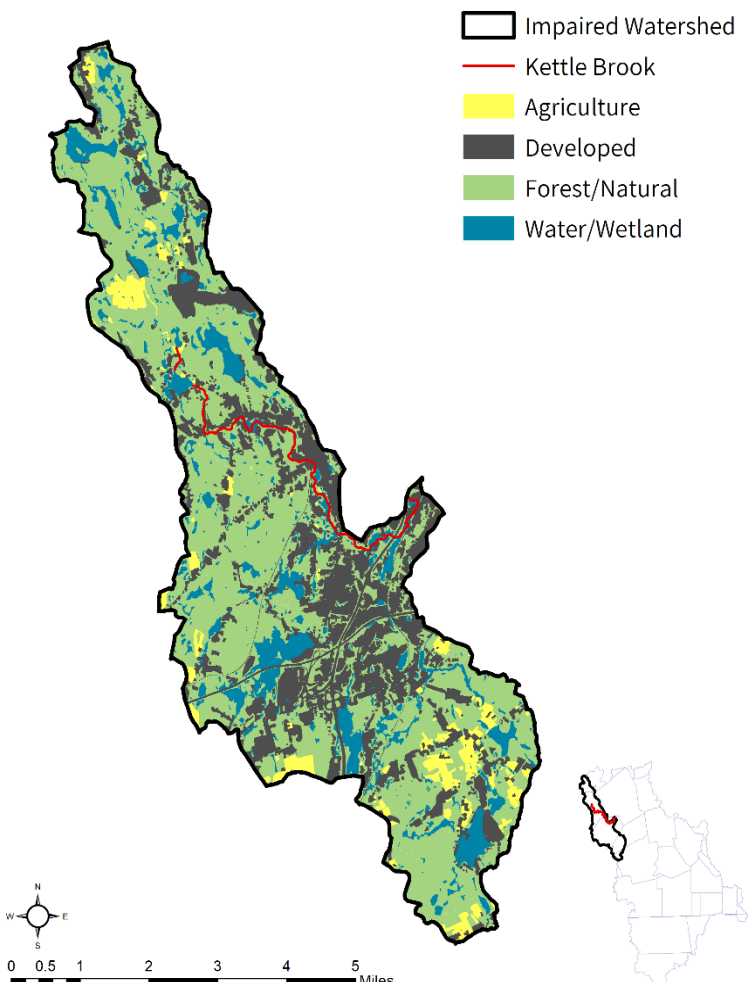 Impaired Watershed
Kettle Brook
Agriculture
Developed
Forest/Natural
Water/Wetland
N
W E
S
0 0.5 1 2 3 4 5
Miles